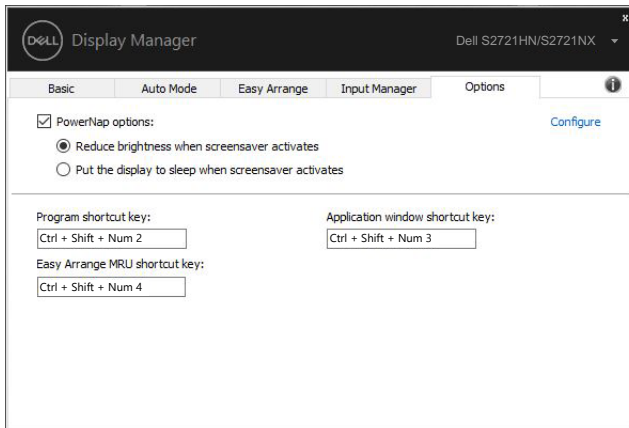 x
DELL Display Manager Dell S2721HN/S2721NX
Basic Auto Mode Easy Arrange Input Manager Options
PowerNap options: Configure
Reduce brightness when screensaver activates
Put the display to sleep when screensaver activates
Program shortcut key: Application window shortcut key:
Ctrl + Shift + Num 2 Ctrl + Shift + Num 3
Easy Arrange MRU shortcut key:
Ctrl + Shift + Num 4